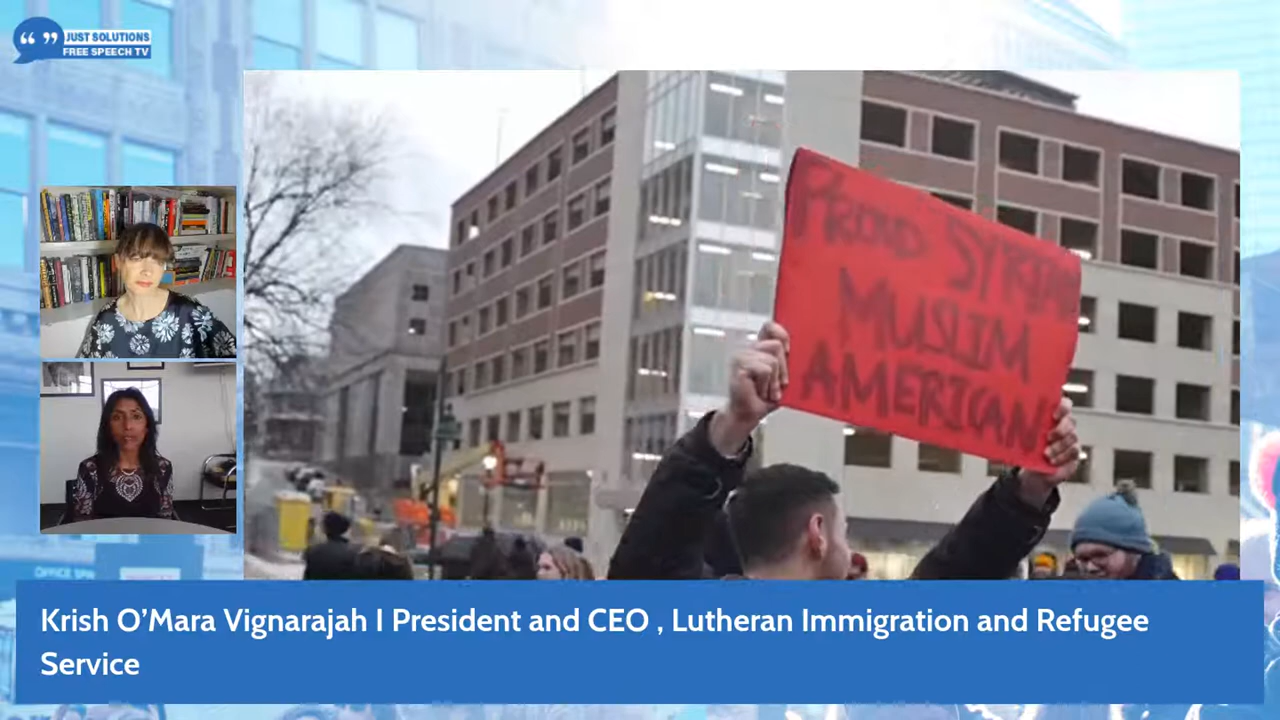 JUST SOLUTIONS
FREE SPEECH TV
PROUD SYRIAN
MUSLIM
AMERICAN
Krish O’Mara Vignarajah I President and CEO , Lutheran Immigration and Refugee
Service